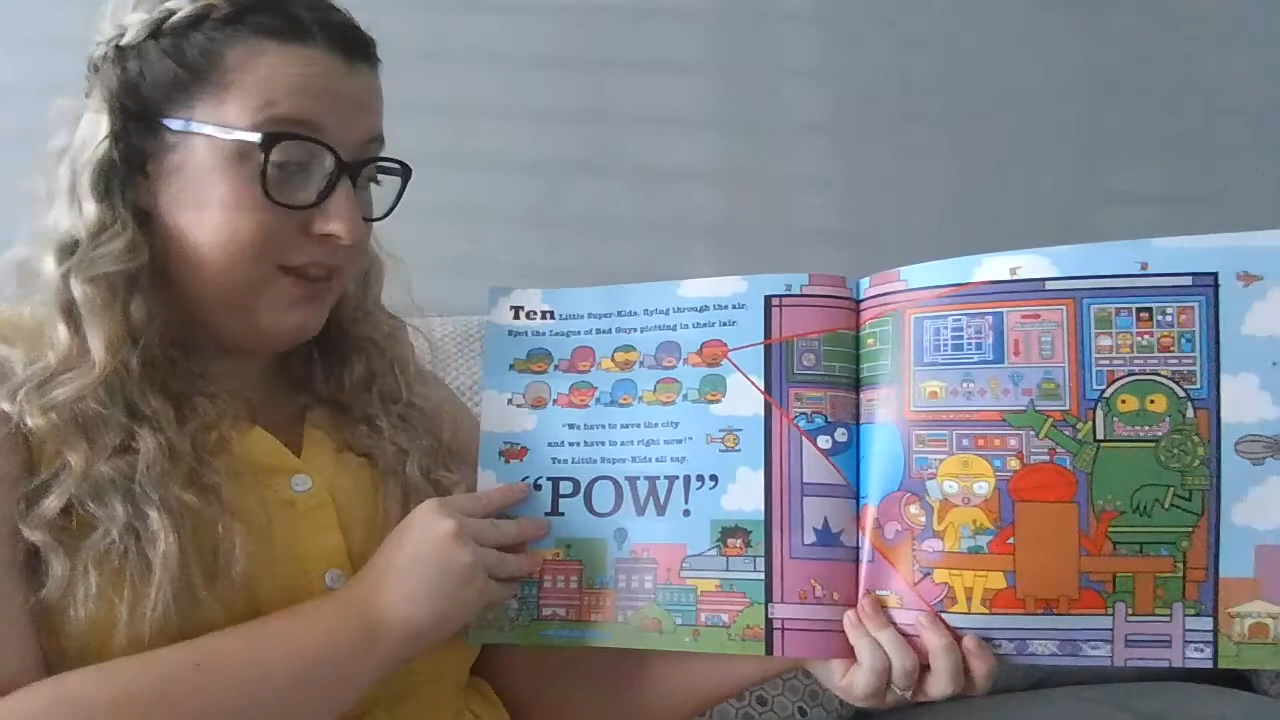 Ten Little Super-Kids, flying through the air,
Spot the League of Bad Guys plotting in their lair.
"We have to save the city
and we have to act right now!"
Ten Little Super-Kids all say,
"POW!"